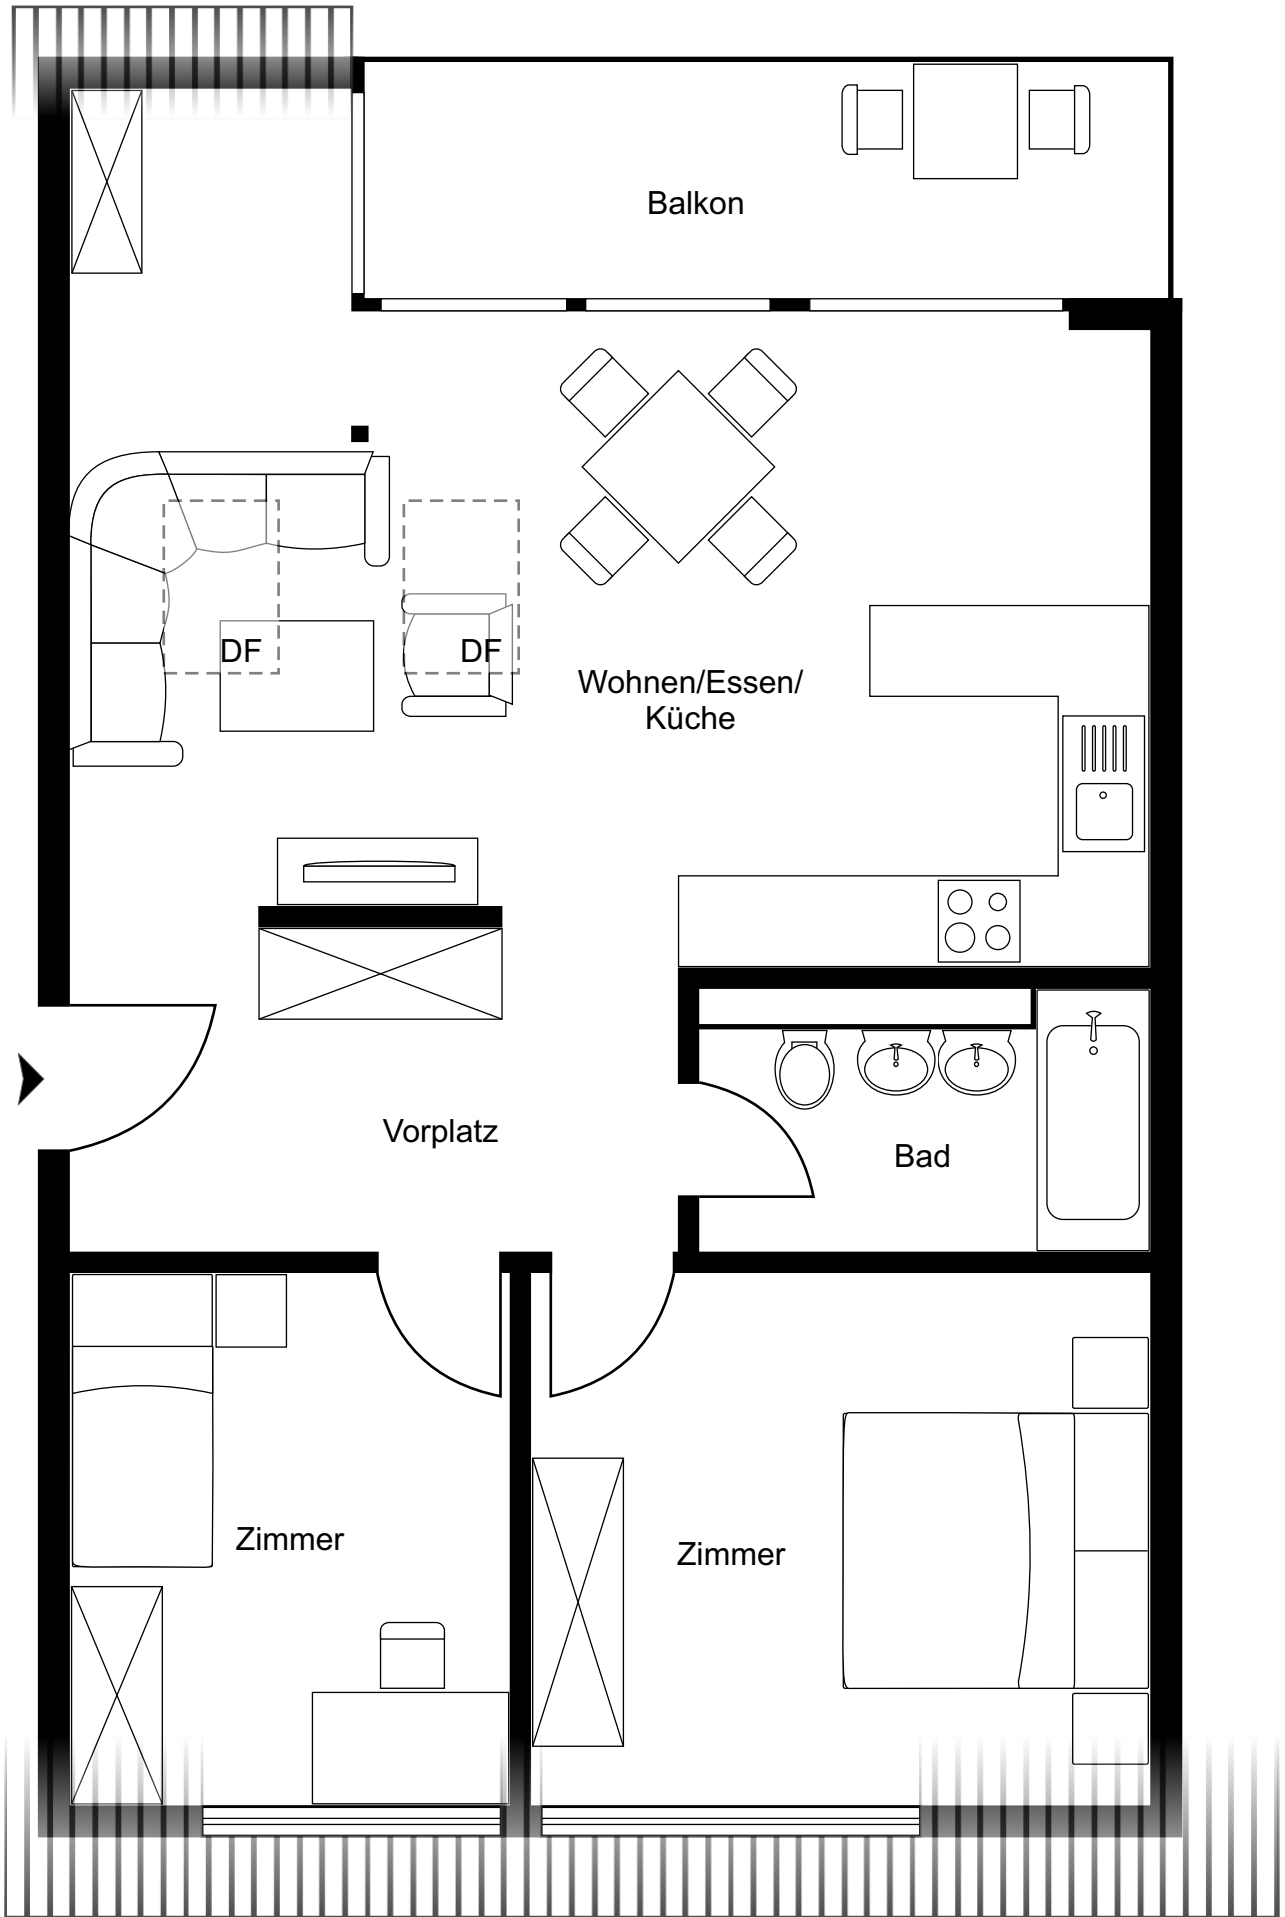 Balkon
DF
DF
Wohnen/Essen/
Küche
Vorplatz
Bad
Zimmer
Zimmer